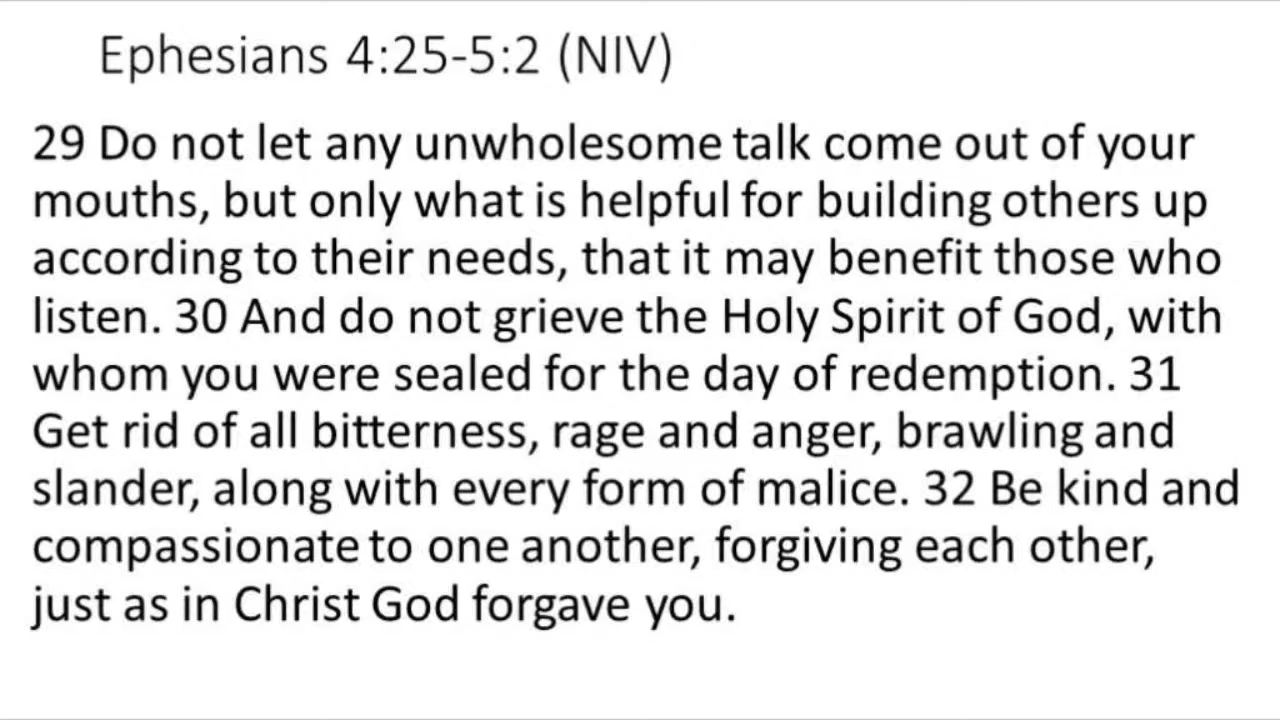 Ephesians 4:25-5:2 (NIV)
29 Do not let any unwholesome talk come out of your
mouths, but only what is helpful for building others up
according to their needs, that it may benefit those who
listen. 30 And do not grieve the Holy Spirit of God, with
whom you were sealed for the day of redemption. 31
Get rid of all bitterness, rage and anger, brawling and
slander, along with every form of malice. 32 Be kind and
compassionate to one another, forgiving each other,
just as in Christ God forgave you.